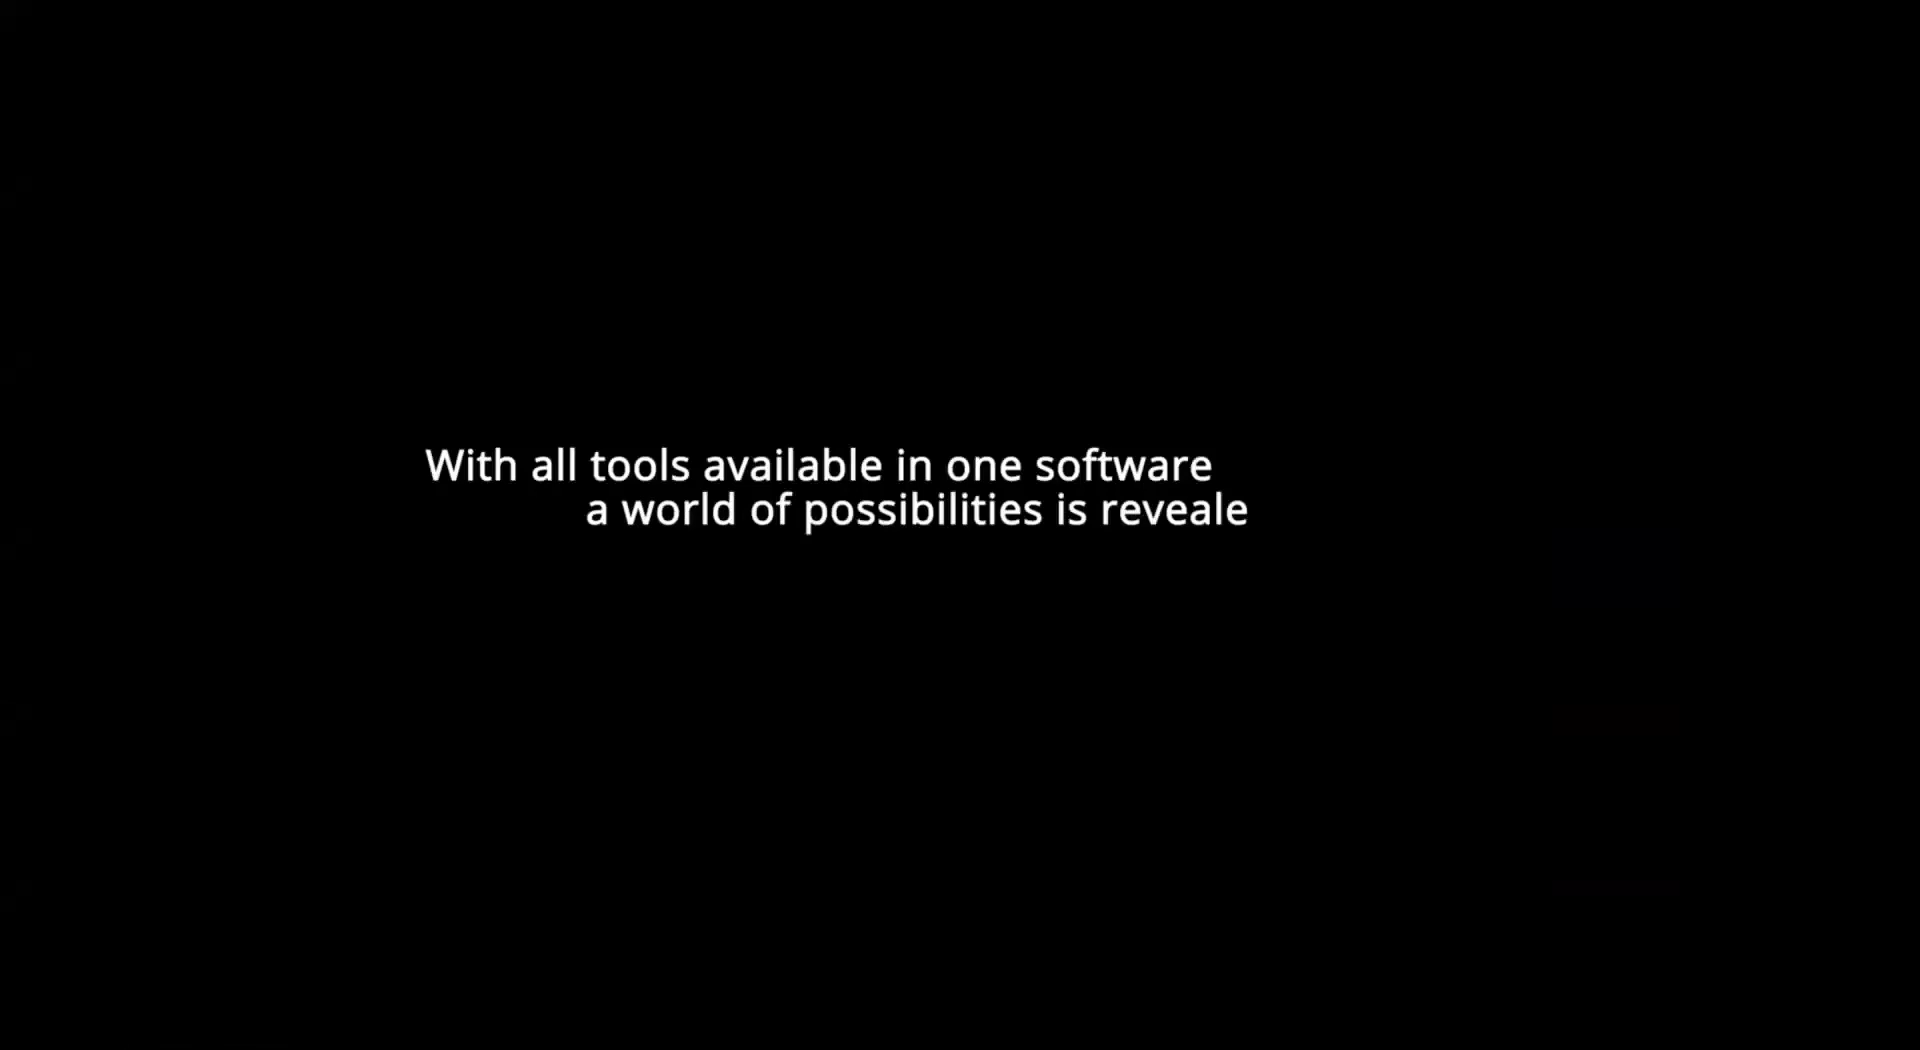 With all tools available in one software
a world of possibilities is reveale